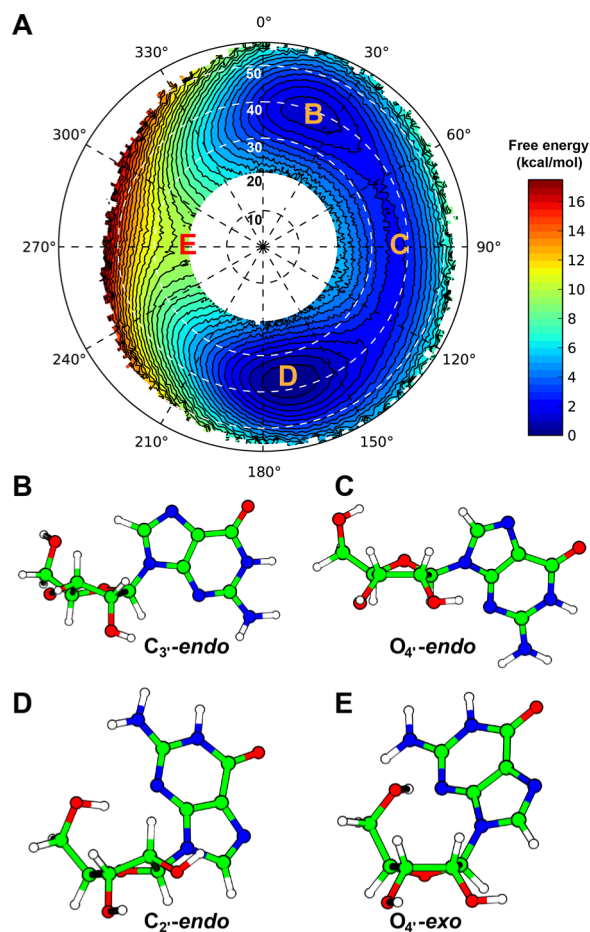 A
0°
330°
30°
50
B
40
300°
60°
30
Free energy
(kcal/mol)
20
16
14
10
12
270°
E
C
90°
10
8
6
240°
120°
4
D
2
210°
150°
0
180°
B
C
C3'-endo
O4'-endo
D
E
C2'-endo
O4'-exo